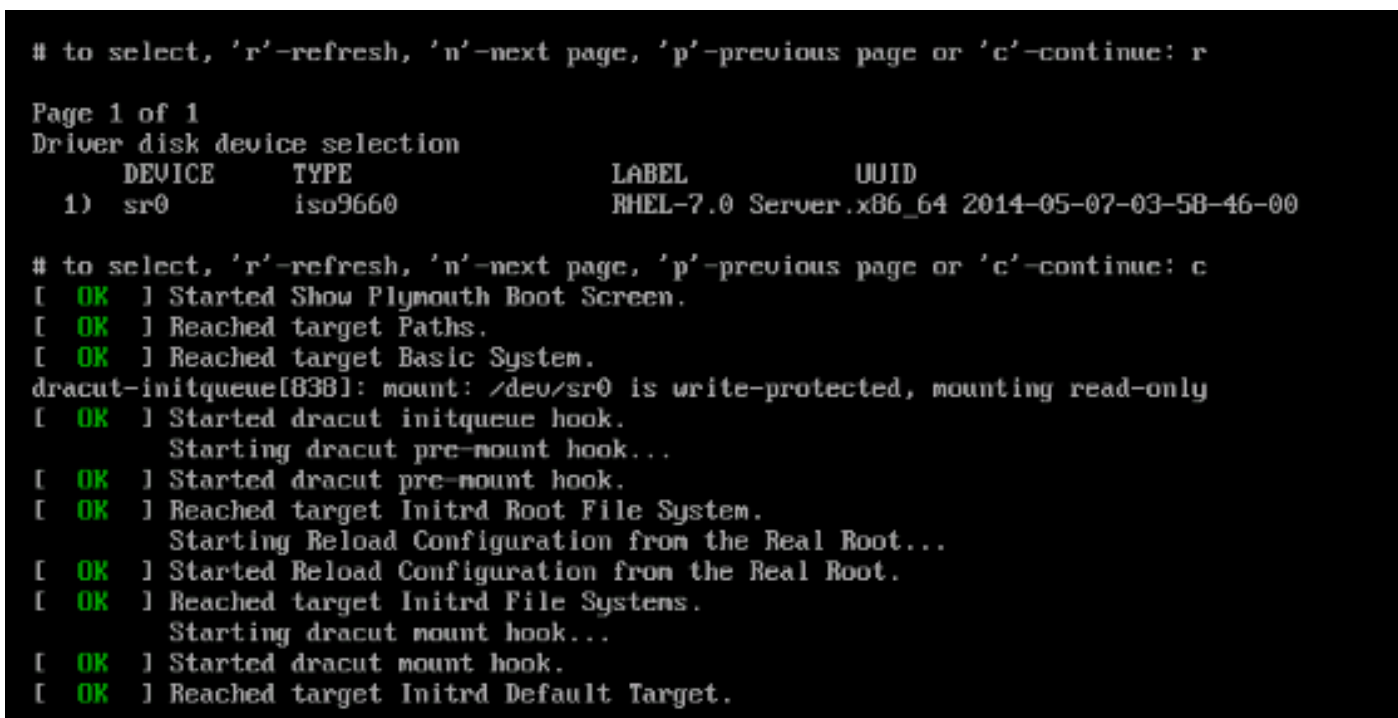 # to select, 'r'-refresh, 'n'-next page, 'p'-previous page or 'c'-continue: r
Page 1 of 1
Driver disk device selection
DEVICE TYPE LABEL UUID
1) sr0 iso9660 RHEL-7.0 Server.x86_64 2014-05-07-03-58-46-00
# to select, 'r'-refresh, 'n'-next page, 'p'-previous page or 'c'-continue: c
[ OK ] Started Show Plymouth Boot Screen.
[ OK ] Reached target Paths.
[ OK ] Reached target Basic System.
dracut-initqueue[838]: mount: /dev/sr0 is write-protected, mounting read-only
[ OK ] Started dracut initqueue hook.
Starting dracut pre-mount hook...
[ OK ] Started dracut pre-mount hook.
[ OK ] Reached target Initrd Root File System.
Starting Reload Configuration from the Real Root...
[ OK ] Started Reload Configuration from the Real Root.
[ OK ] Reached target Initrd File Systems.
Starting dracut mount hook...
[ OK ] Started dracut mount hook.
[ OK ] Reached target Initrd Default Target.